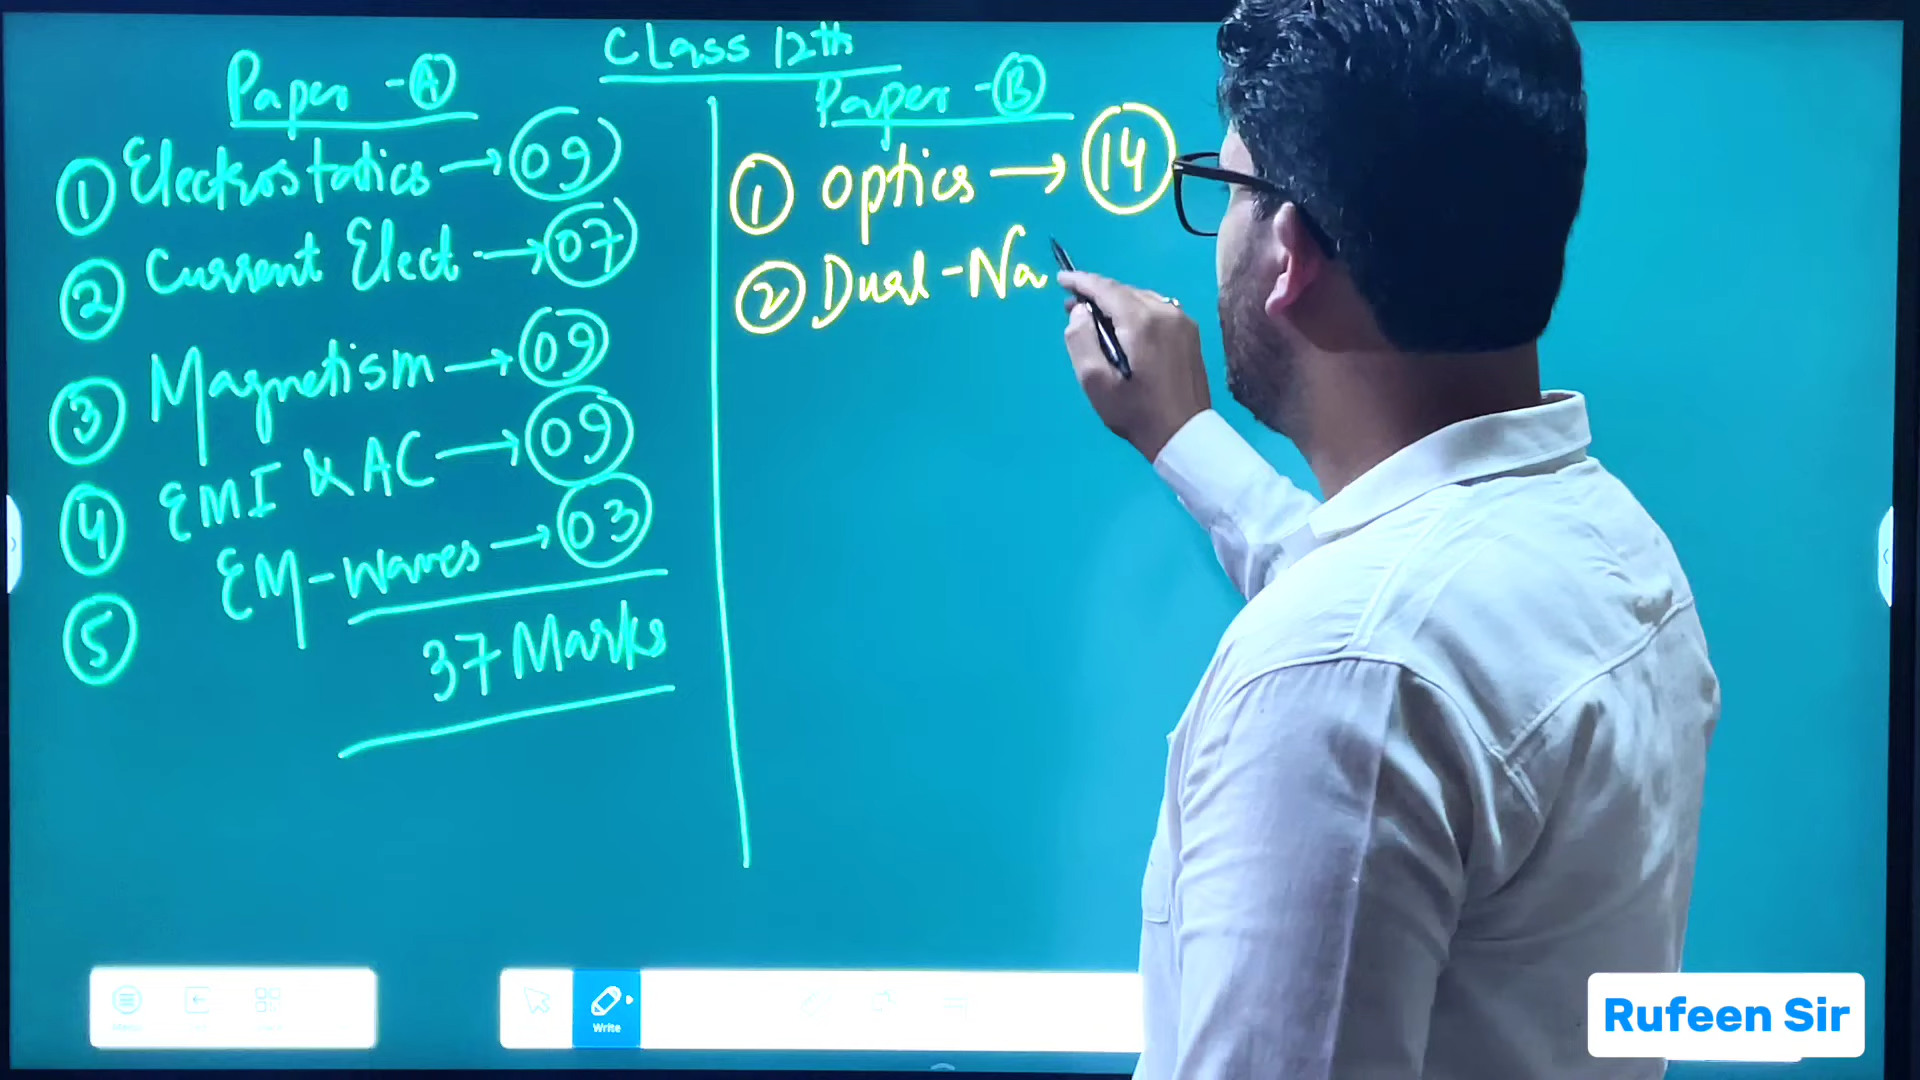 Class 12th
Paper - A
1 Electrostatics → 09
2 Current Elect → 07
3 Magnetism → 09
4 EMI & AC → 09
5 EM-Waves → 03
37 Marks
Paper - B
1 Optics → 14
2 Dual - Na
Write
Rufeen Sir